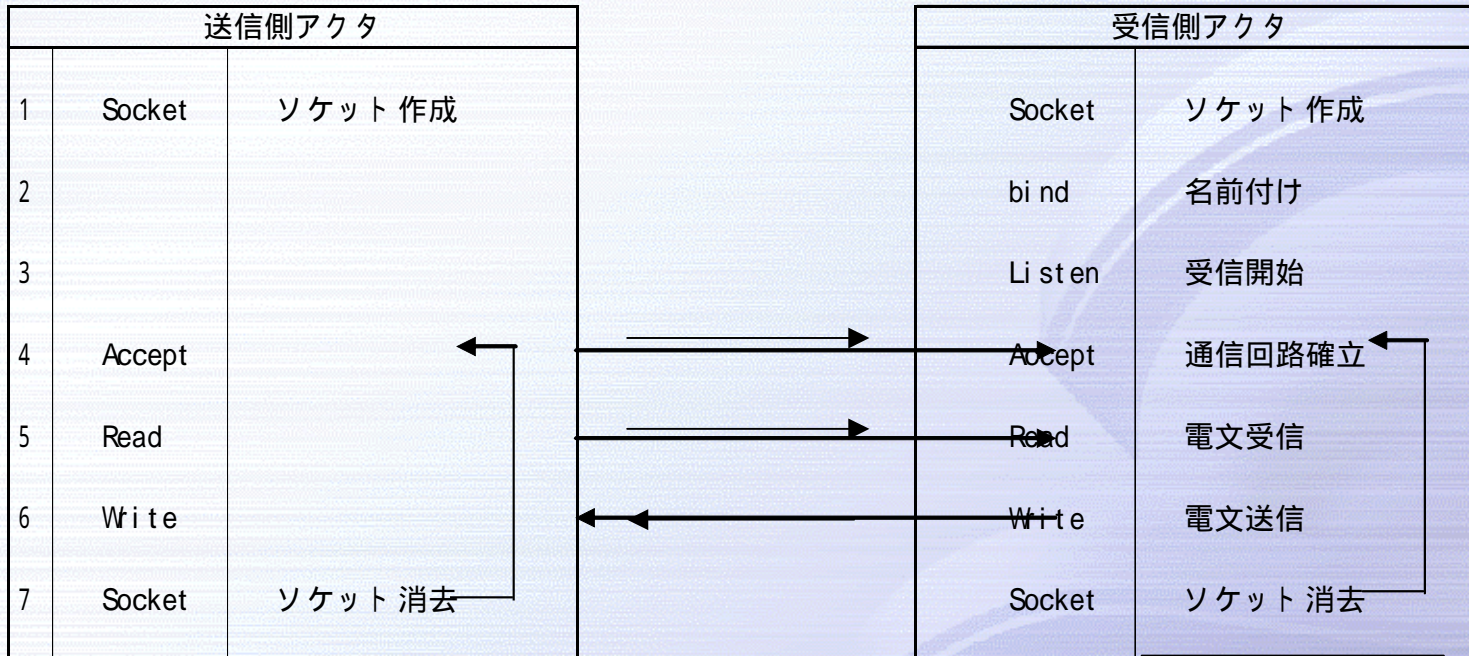 送信側アクタ 受信側アクタ
1 Socket ソケット作成 Socket ソケット作成
2 bind 名前付け
3 Listen 受信開始
4 Accept Accept 通信回路確立
5 Read Read 電文受信
6 Write Write 電文送信
7 Socket ソケット消去 Socket ソケット消去